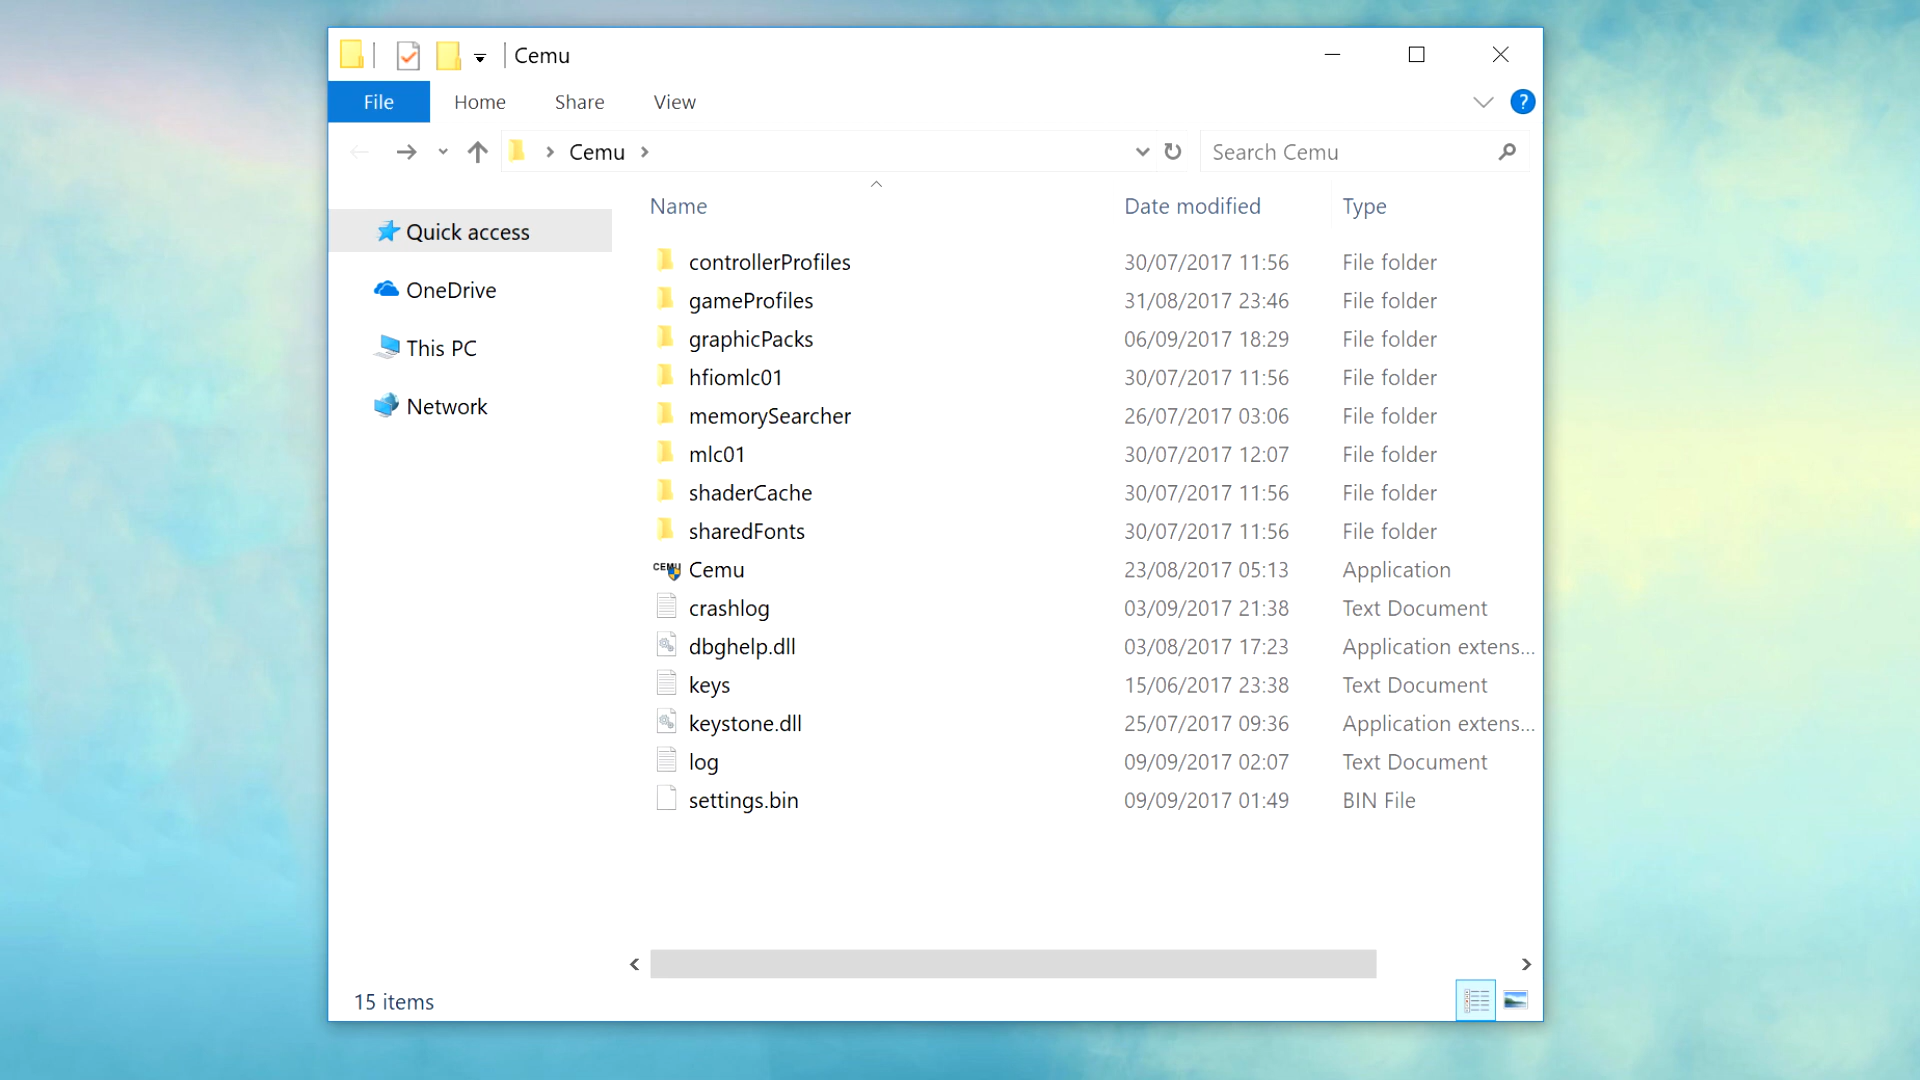 Cemu
File Home Share View ?
Cemu Search Cemu
Name Date modified Type
Quick access
OneDrive
This PC
Network
controllerProfiles 30/07/2017 11:56 File folder
gameProfiles 31/08/2017 23:46 File folder
graphicPacks 06/09/2017 18:29 File folder
hfiomlc01 30/07/2017 11:56 File folder
memorySearcher 26/07/2017 03:06 File folder
mlc01 30/07/2017 12:07 File folder
shaderCache 30/07/2017 11:56 File folder
sharedFonts 30/07/2017 11:56 File folder
CEMU Cemu 23/08/2017 05:13 Application
crashlog 03/09/2017 21:38 Text Document
dbghelp.dll 03/08/2017 17:23 Application extens...
keys 15/06/2017 23:38 Text Document
keystone.dll 25/07/2017 09:36 Application extens...
log 09/09/2017 02:07 Text Document
settings.bin 09/09/2017 01:49 BIN File
15 items